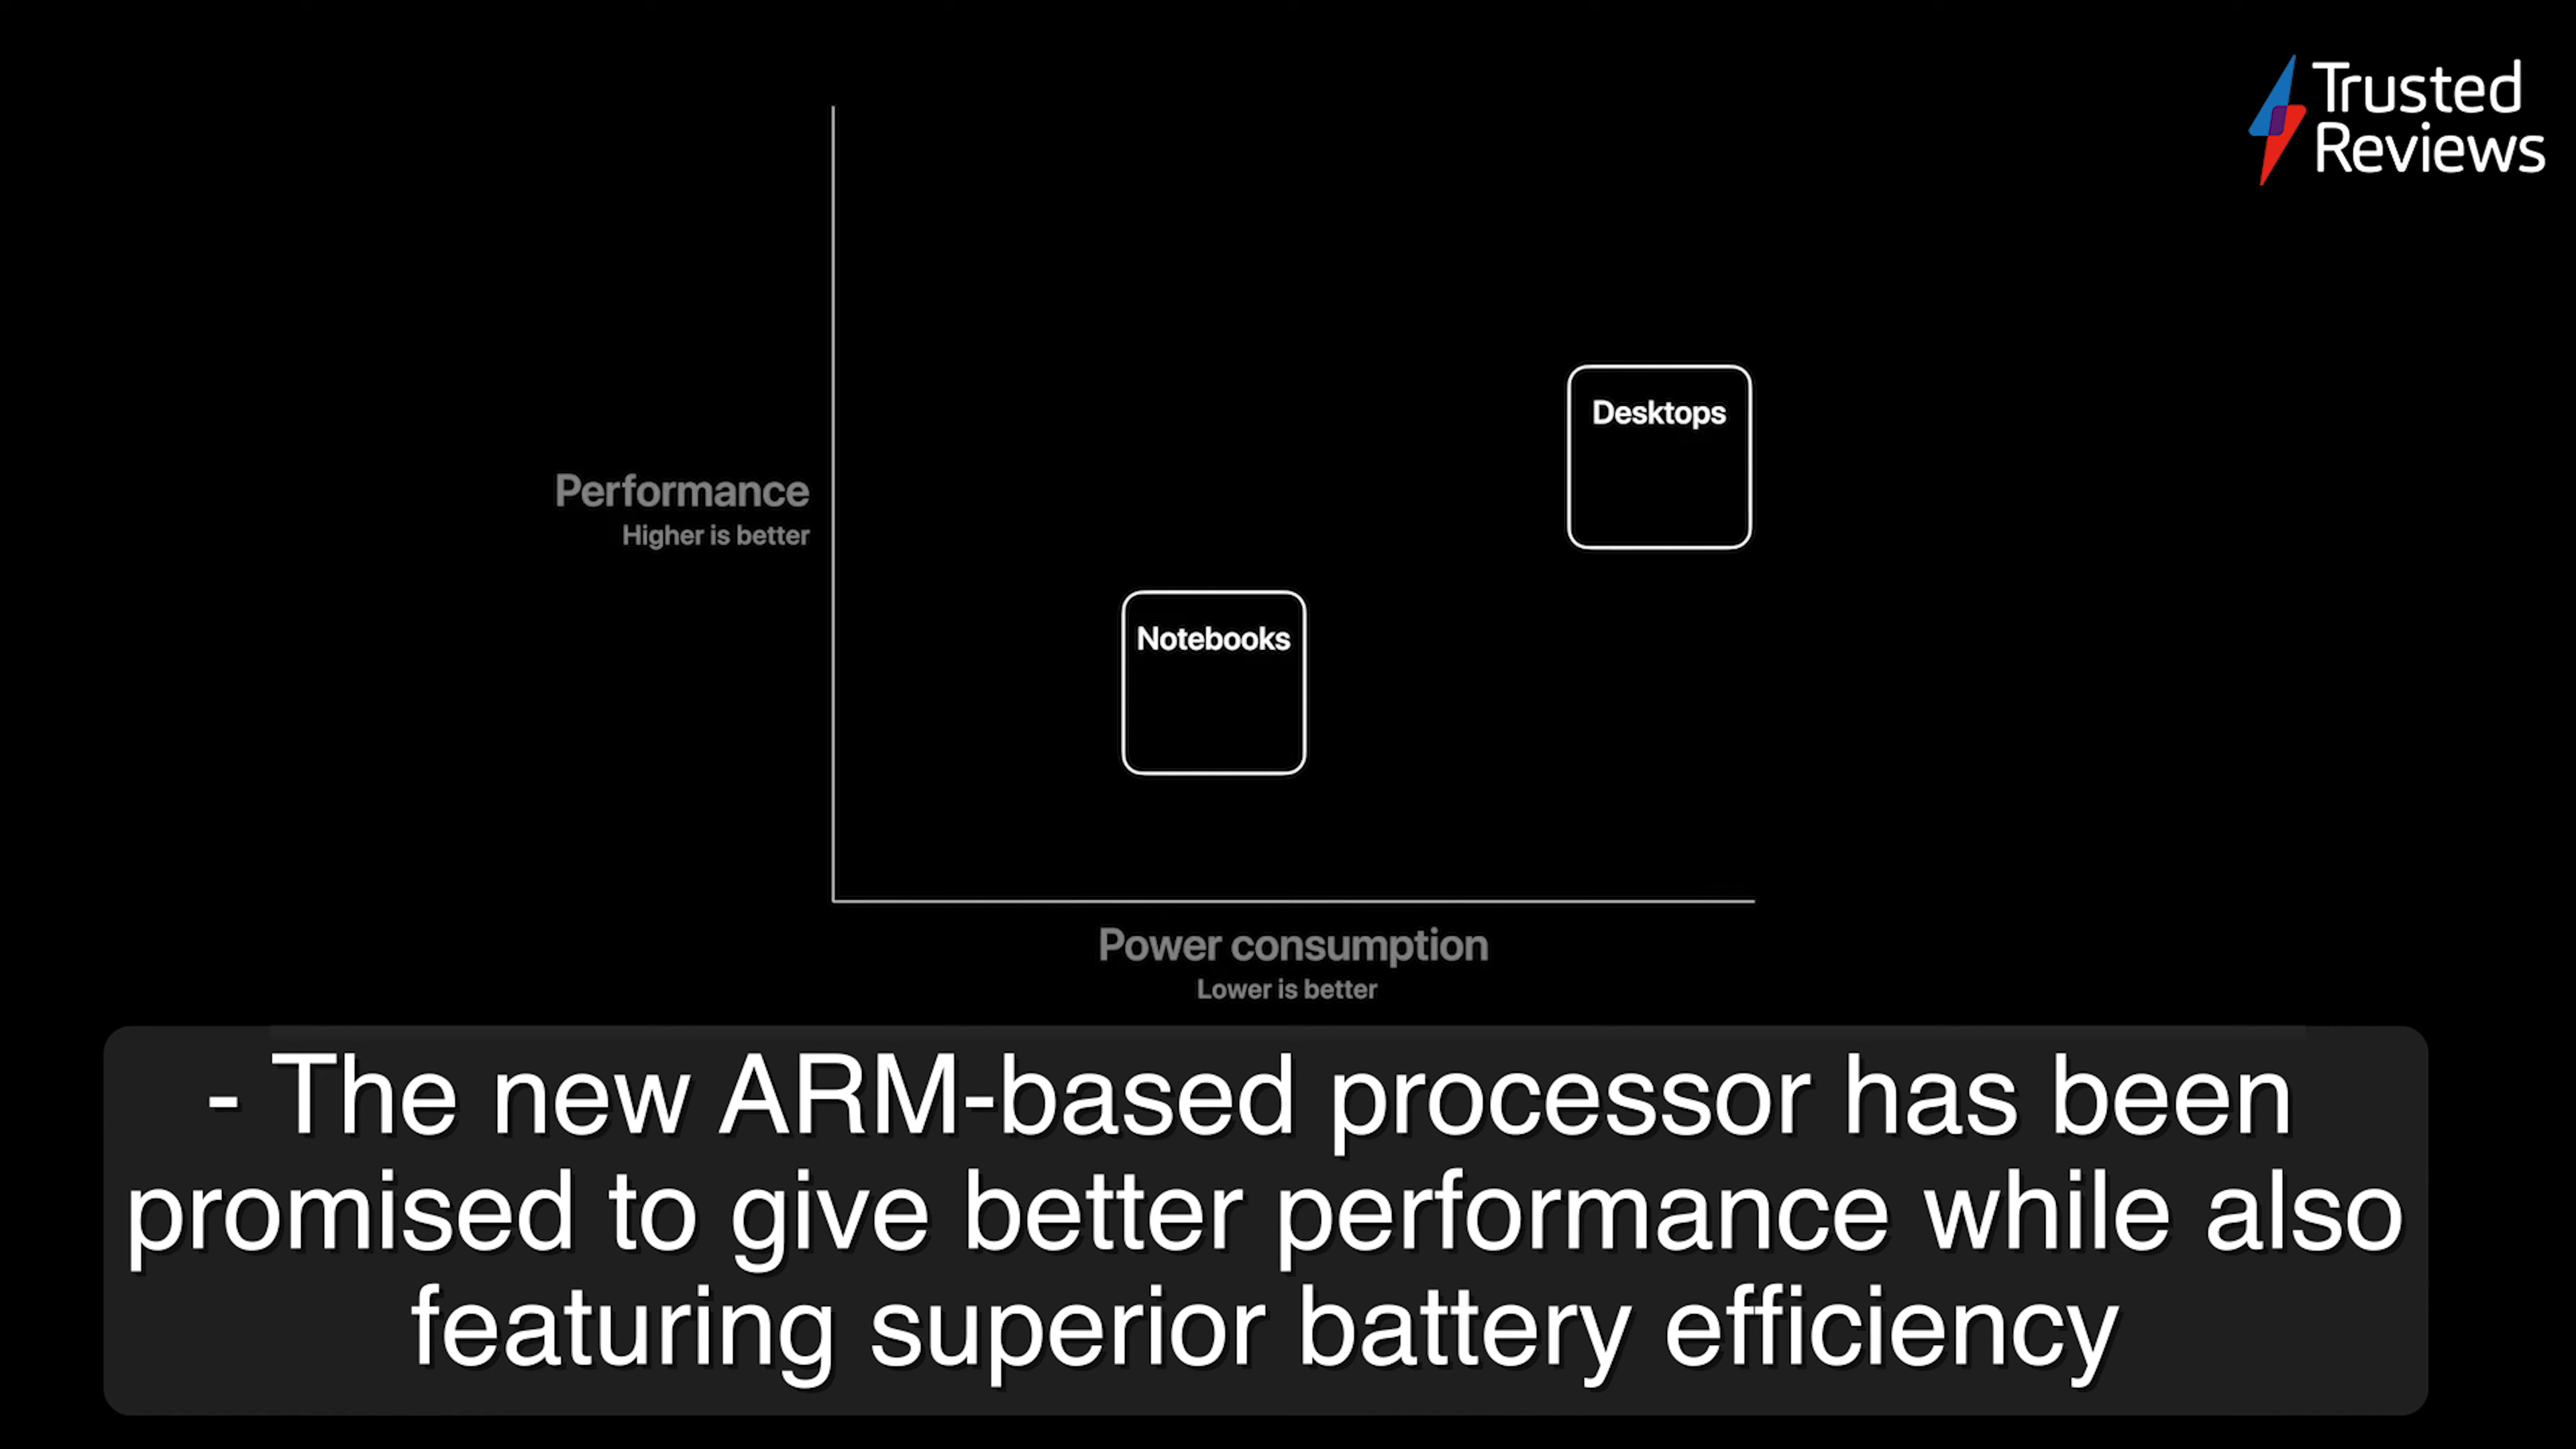 Trusted
Reviews
Desktops
Performance
Higher is better
Notebooks
Power consumption
Lower is better
- The new ARM-based processor has been
promised to give better performance while also
featuring superior battery efficiency